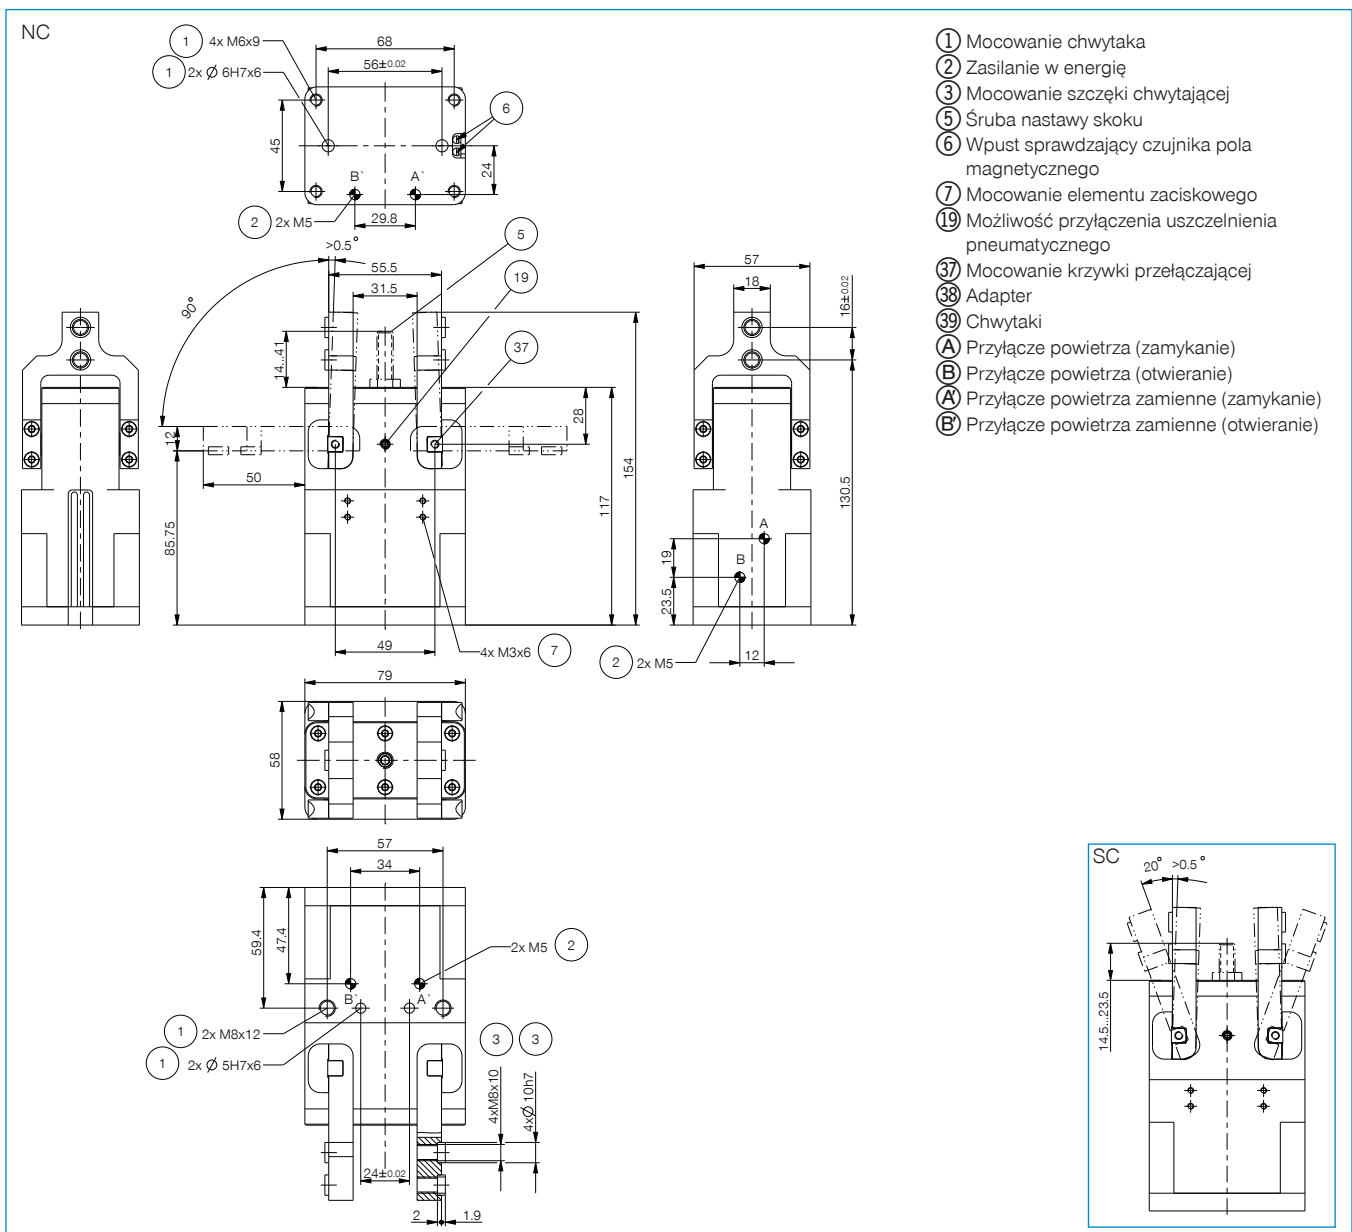 NC
1 4x M6x9
1 2x Ø 6H7x6
68
56±0.02
6
45
24
B`
A`
2 2x M5
29.8
>0.5°
5
55.5
19
31.5
90°
14...41
37
12
28
50
154
117
85.75
49
4x M3x6 7
57
18
16±0.02
130.5
A
B
19
23.5
2 2x M5
12
79
58
57
34
59.4
47.4
2x M5 2
B`
A`
1 2x M8x12
1 2x Ø 5H7x6
3 3
4xM8x10
4xØ 10h7
24±0.02
2
1.9
1 Mocowanie chwytaka
2 Zasilanie w energię
3 Mocowanie szczęki chwytającej
5 Śruba nastawy skoku
6 Wpust sprawdzający czujnika pola
magnetycznego
7 Mocowanie elementu zaciskowego
19 Możliwość przyłączenia uszczelnienia
pneumatycznego
37 Mocowanie krzywki przełączającej
38 Adapter
39 Chwytaki
A Przyłącze powietrza (zamykanie)
B Przyłącze powietrza (otwieranie)
A' Przyłącze powietrza zamienne (zamykanie)
B' Przyłącze powietrza zamienne (otwieranie)
SC
20° >0.5°
14.5...23.5